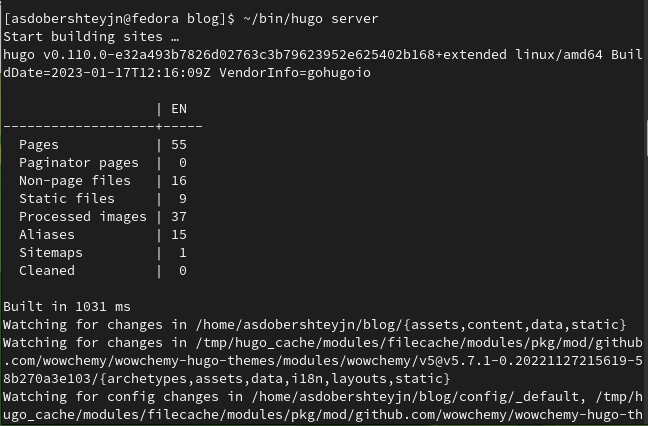 [asdobershteyjn@fedora blog]$ ~/bin/hugo server
Start building sites …
hugo v0.110.0-e32a493b7826d02763c3b79623952e625402b168+extended linux/amd64 Buil
dDate=2023-01-17T12:16:09Z VendorInfo=gohugoio
                   | EN
-------------------+-----
  Pages            | 55
  Paginator pages  |  0
  Non-page files   | 16
  Static files     |  9
  Processed images | 37
  Aliases          | 15
  Sitemaps         |  1
  Cleaned          |  0
Built in 1031 ms
Watching for changes in /home/asdobershteyjn/blog/{assets,content,data,static}
Watching for changes in /tmp/hugo_cache/modules/filecache/modules/pkg/mod/github
.com/wowchemy/wowchemy-hugo-themes/modules/wowchemy/v5@v5.7.1-0.20221127215619-5
8b270a3e103/{archetypes,assets,data,i18n,layouts,static}
Watching for config changes in /home/asdobershteyjn/blog/config/_default, /tmp/h
ugo_cache/modules/filecache/modules/pkg/mod/github.com/wowchemy/wowchemy-hugo-th